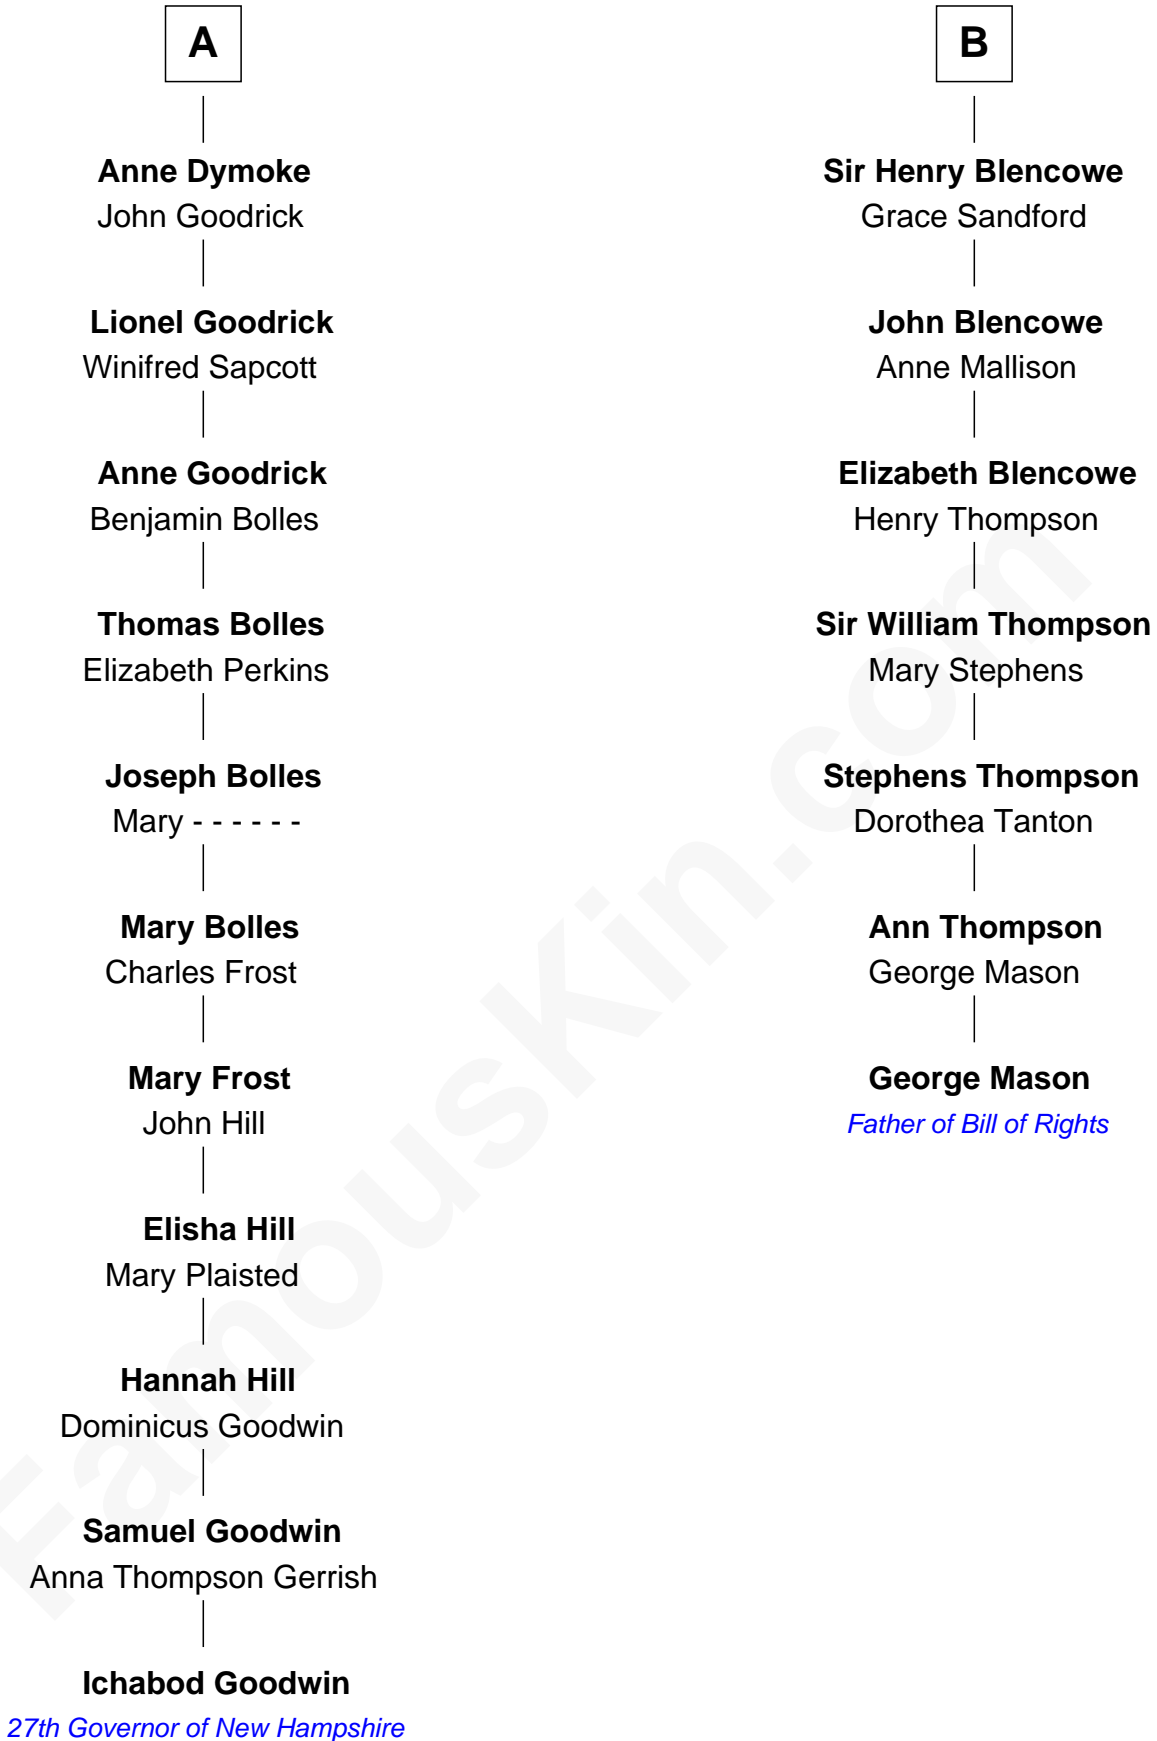 A
Anne Dymoke
John Goodrick
Lionel Goodrick
Winifred Sapcott
Anne Goodrick
Benjamin Bolles
Thomas Bolles
Elizabeth Perkins
Joseph Bolles
Mary - - - - - -
Mary Bolles
Charles Frost
Mary Frost
John Hill
Elisha Hill
Mary Plaisted
Hannah Hill
Dominicus Goodwin
Samuel Goodwin
Anna Thompson Gerrish
Ichabod Goodwin
27th Governor of New Hampshire
B
Sir Henry Blencowe
Grace Sandford
John Blencowe
Anne Mallison
Elizabeth Blencowe
Henry Thompson
Sir William Thompson
Mary Stephens
Stephens Thompson
Dorothea Tanton
Ann Thompson
George Mason
George Mason
Father of Bill of Rights
FamousKin.com